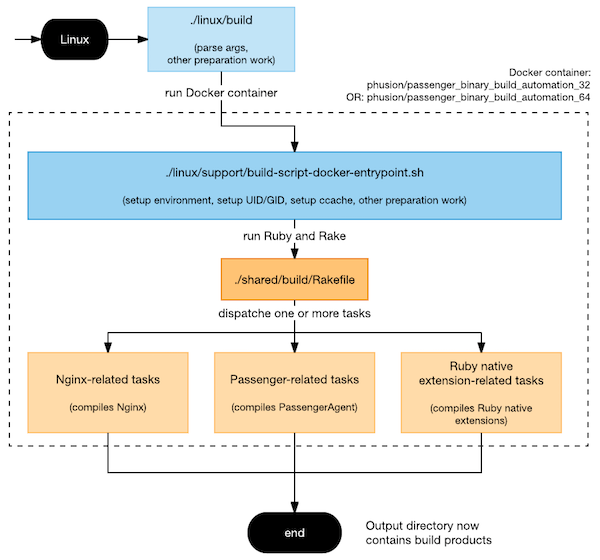 Linux
./linux/build
(parse args,
other preparation work)
Docker container:
phusion/passenger_binary_build_automation_32
OR: phusion/passenger_binary_build_automation_64
run Docker container
./linux/support/build-script-docker-entrypoint.sh
(setup environment, setup UID/GID, setup ccache, other preparation work)
run Ruby and Rake
./shared/build/Rakefile
dispatche one or more tasks
Nginx-related tasks
(compiles Nginx)
Passenger-related tasks
(compiles PassengerAgent)
Ruby native
extension-related tasks
(compiles Ruby native
extensions)
end
Output directory now
contains build products